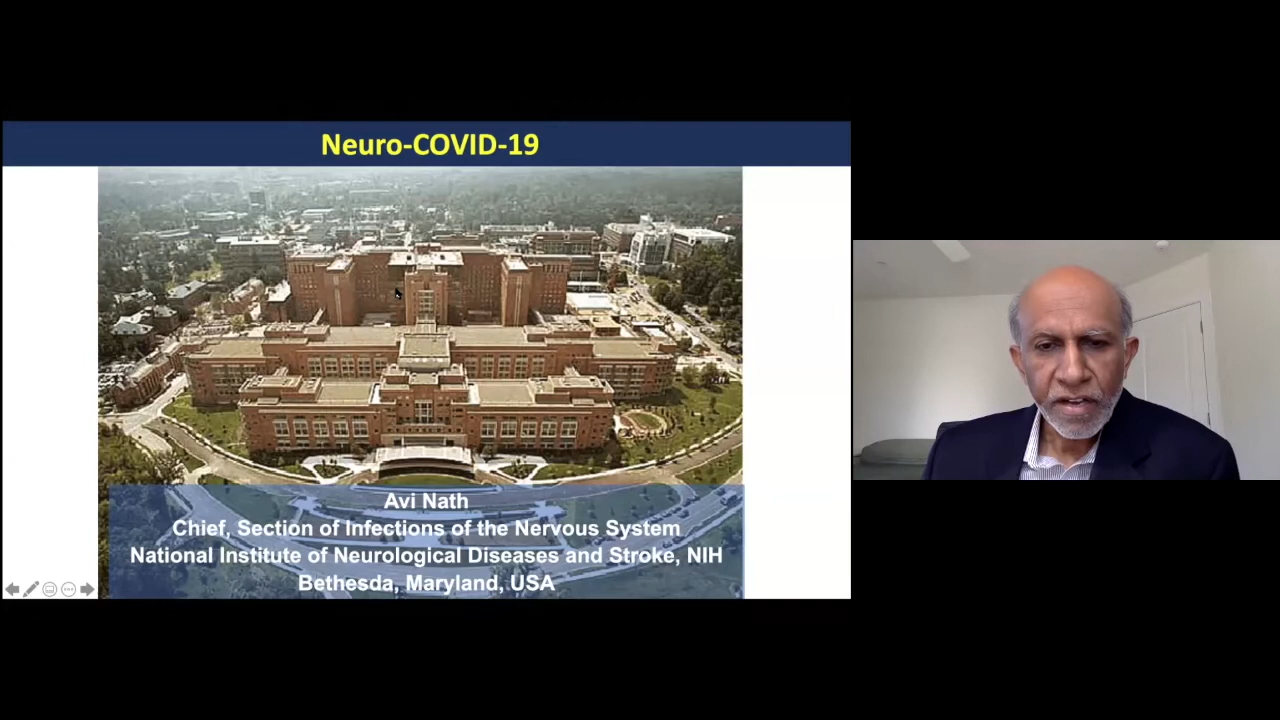 Neuro-COVID-19
Avi Nath
Chief, Section of Infections of the Nervous System
National Institute of Neurological Diseases and Stroke, NIH
Bethesda, Maryland, USA